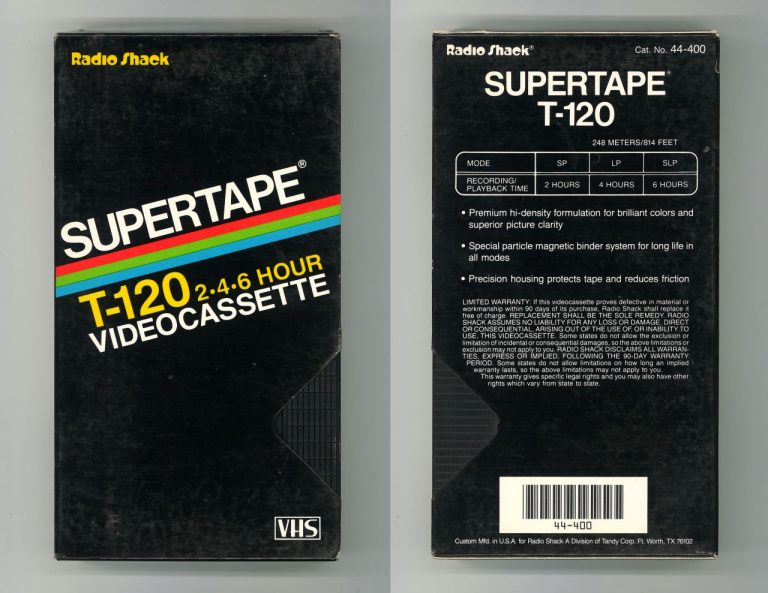 Radio Shack
SUPERTAPE®
T-120 2•4•6 HOUR
VIDEOCASSETTE
VHS
Radio Shack®
Cat. No. 44-400
SUPERTAPE®
T-120
248 METERS/814 FEET
MODE SP LP SLP
RECORDING/
PLAYBACK TIME 2 HOURS 4 HOURS 6 HOURS
• Premium hi-density formulation for brilliant colors and
superior picture clarity
• Special particle magnetic binder system for long life in
all modes
• Precision housing protects tape and reduces friction
LIMITED WARRANTY: If this videocassette proves defective in material or
workmanship within 90 days of its purchase, Radio Shack shall replace it
free of charge. REPLACEMENT SHALL BE THE SOLE REMEDY. RADIO
SHACK ASSUMES NO LIABILITY FOR ANY LOSS OR DAMAGE, DIRECT
OR CONSEQUENTIAL, ARISING OUT OF THE USE OF, OR INABILITY TO
USE, THIS VIDEOCASSETTE. Some states do not allow the exclusion or
limitation of incidental or consequential damages, so the above limitations or
exclusion may not apply to you. RADIO SHACK DISCLAIMS ALL WARRAN-
TIES, EXPRESS OR IMPLIED, FOLLOWING THE 90-DAY WARRANTY
PERIOD. Some states do not allow limitations on how long an implied
warranty lasts, so the above limitations may not apply to you.
This warranty gives specific legal rights and you may also have other
rights which vary from state to state.
44-400
Custom Mfd. in U.S.A. for Radio Shack A Division of Tandy Corp. Ft. Worth, TX 76102